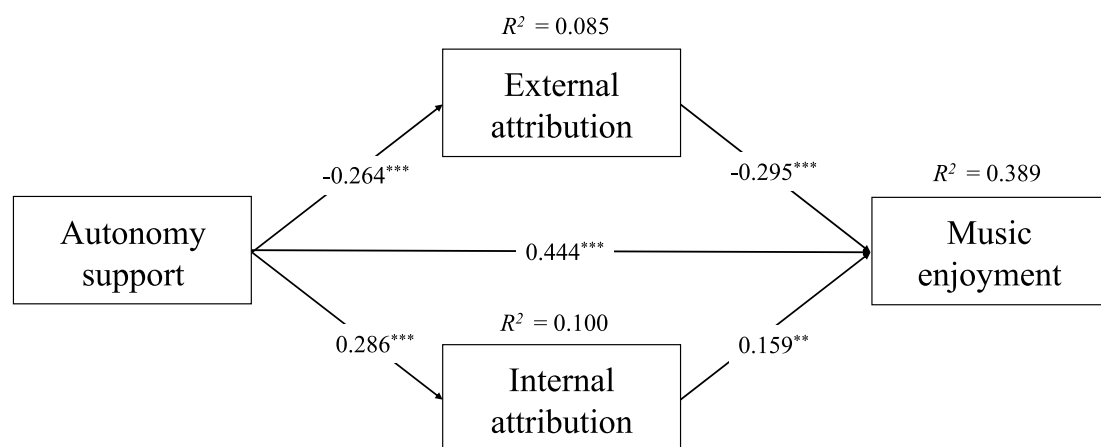 R² = 0.085
External
attribution
-0.264***
-0.295***
R² = 0.389
Autonomy
support
0.444***
Music
enjoyment
R² = 0.100
0.286***
0.159**
Internal
attribution